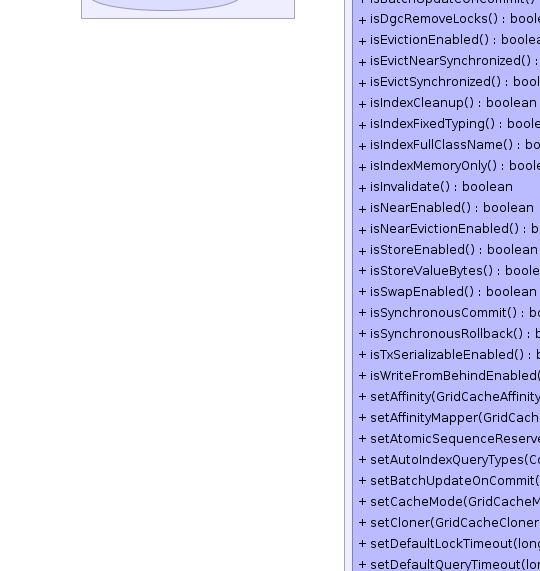 + isBatchUpdateOnCommit() :
+ isDgcRemoveLocks() : boole
+ isEvictionEnabled() : boolea
+ isEvictNearSynchronized() :
+ isEvictSynchronized() : bool
+ isIndexCleanup() : boolean
+ isIndexFixedTyping() : boole
+ isIndexFullClassName() : bo
+ isIndexMemoryOnly() : boole
+ isInvalidate() : boolean
+ isNearEnabled() : boolean
+ isNearEvictionEnabled() : b
+ isStoreEnabled() : boolean
+ isStoreValueBytes() : boole
+ isSwapEnabled() : boolean
+ isSynchronousCommit() : bo
+ isSynchronousRollback() : b
+ isTxSerializableEnabled() : b
+ isWriteFromBehindEnabled(
+ setAffinity(GridCacheAffinity
+ setAffinityMapper(GridCach
+ setAtomicSequenceReserve
+ setAutoIndexQueryTypes(Co
+ setBatchUpdateOnCommit(
+ setCacheMode(GridCacheM
+ setCloner(GridCacheCloner
+ setDefaultLockTimeout(long
+ setDefaultQueryTimeout(lon